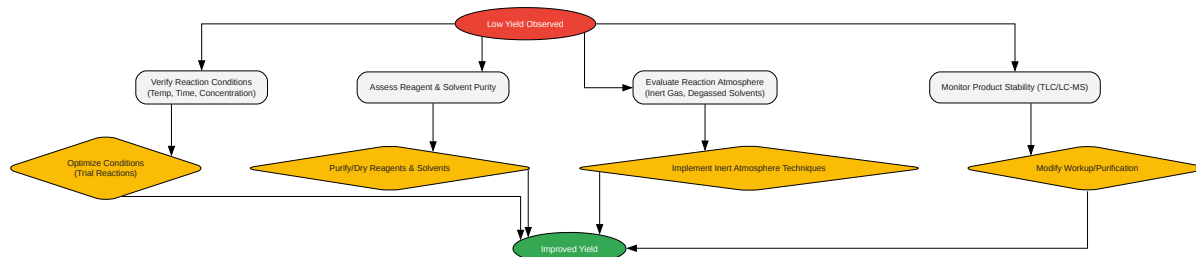 Low Yield Observed
Verify Reaction Conditions
(Temp, Time, Concentration)
Assess Reagent & Solvent Purity
Evaluate Reaction Atmosphere
(Inert Gas, Degassed Solvents)
Monitor Product Stability (TLC/LC-MS)
Optimize Conditions
(Trial Reactions)
Purify/Dry Reagents & Solvents
Implement Inert Atmosphere Techniques
Modify Workup/Purification
Improved Yield